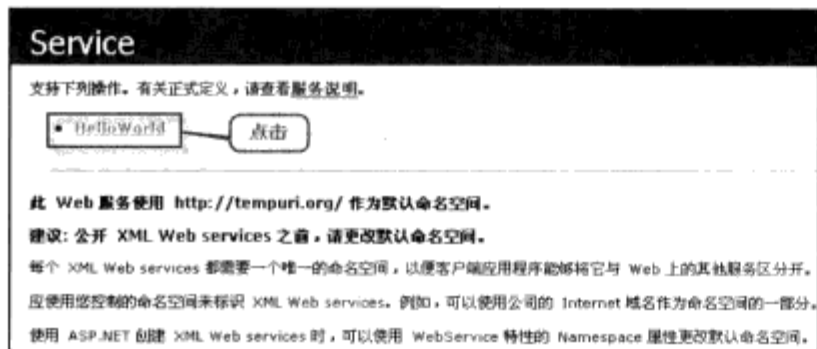 Service
支持下列操作。有关正式定义，请查看服务说明。
• HelloWorld
点击
此 Web 服务使用 http://tempuri.org/ 作为默认命名空间。
建议: 公开 XML Web services 之前，请更改默认命名空间。
每个 XML Web services 都需要一个唯一的命名空间，以便客户端应用程序能够将它与 Web 上的其他服务区分开。
应使用您控制的命名空间来标识 XML Web services。例如，可以使用公司的 Internet 域名作为命名空间的一部分。
使用 ASP.NET 创建 XML Web services 时，可以使用 WebService 特性的 Namespace 属性更改默认命名空间。